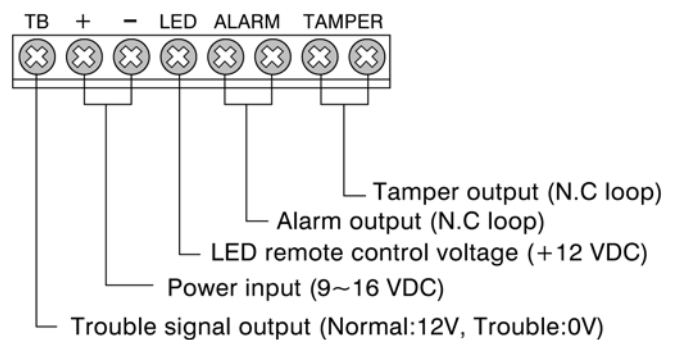 TB + − LED ALARM TAMPER
Tamper output (N.C loop)
Alarm output (N.C loop)
LED remote control voltage (+12 VDC)
Power input (9~16 VDC)
Trouble signal output (Normal:12V, Trouble:0V)